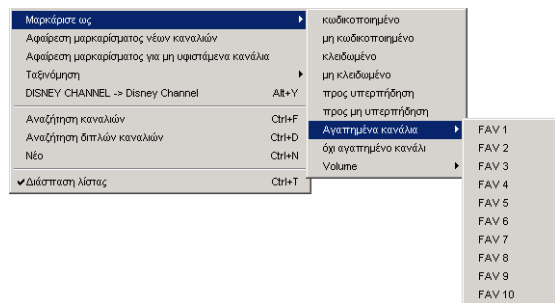 Μαρκάρισε ως
Αφαίρεση μαρκαρίσματος νέων καναλιών
Αφαίρεση μαρκαρίσματος για μη υφιστάμενα κανάλια
Ταξινόμηση
DISNEY CHANNEL -> Disney Channel Alt+Y
Αναζήτηση καναλιών Ctrl+F
Αναζήτηση διπλών καναλιών Ctrl+D
Νέο Ctrl+N
✔Διάσπαση λίστας Ctrl+T
κωδικοποιημένο
μη κωδικοποιημένο
κλειδωμένο
μη κλειδωμένο
προς υπερπήδηση
προς μη υπερπήδηση
Αγαπημένα κανάλια
όχι αγαπημένο κανάλι
Volume
FAV 1
FAV 2
FAV 3
FAV 4
FAV 5
FAV 6
FAV 7
FAV 8
FAV 9
FAV 10